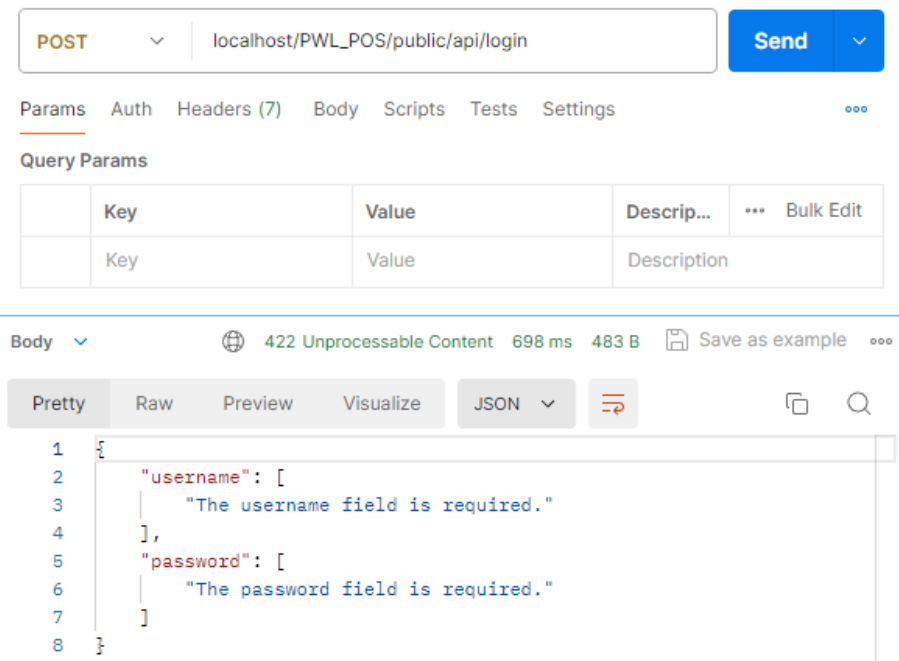 POST localhost/PWL_POS/public/api/login Send
Params Auth Headers (7) Body Scripts Tests Settings
Query Params
Key Value Descrip... Bulk Edit
Key Value Description
Body 422 Unprocessable Content 698 ms 483 B Save as example
Pretty Raw Preview Visualize JSON
1 {
2 "username": [
3 "The username field is required."
4 ],
5 "password": [
6 "The password field is required."
7 ]
8 }